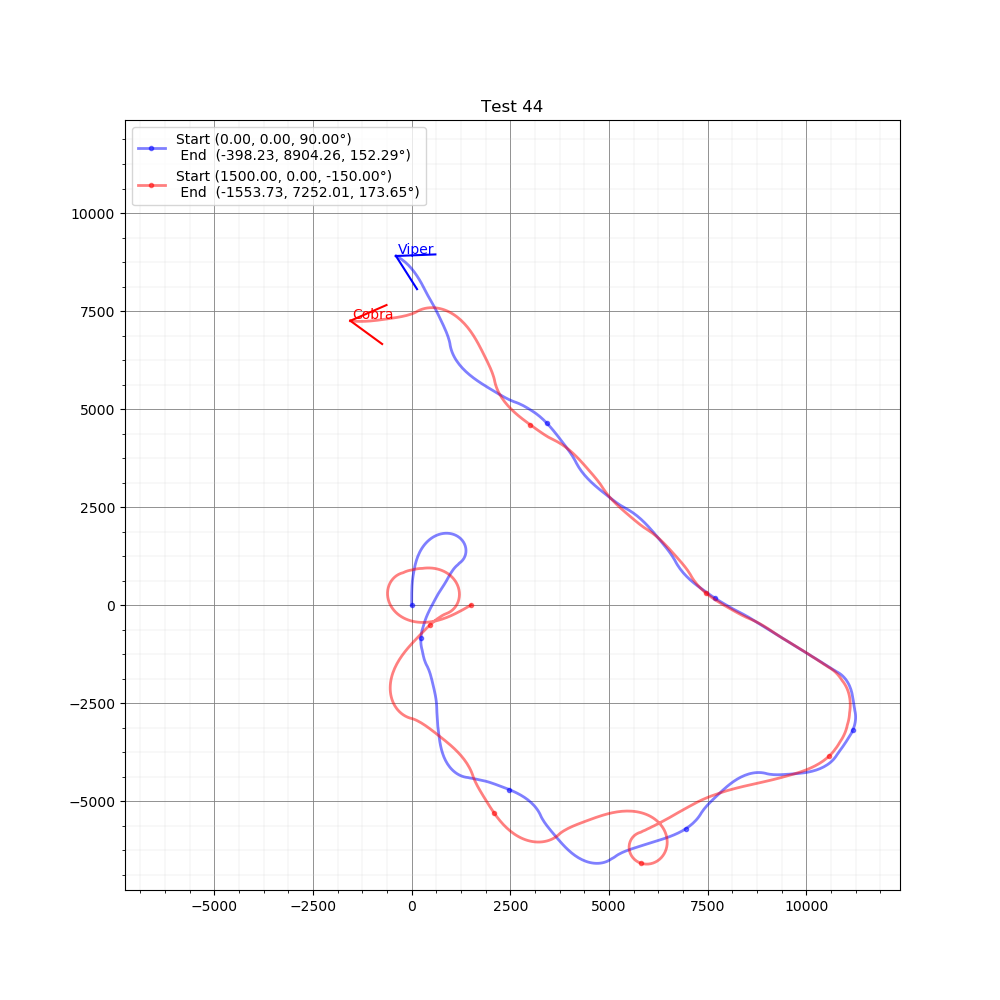 Test 44
Start (0.00, 0.00, 90.00°)
End  (-398.23, 8904.26, 152.29°)
Start (1500.00, 0.00, -150.00°)
End  (-1553.73, 7252.01, 173.65°)
10000
Viper
7500
Cobra
5000
2500
0
−2500
−5000
−5000
−2500
0
2500
5000
7500
10000